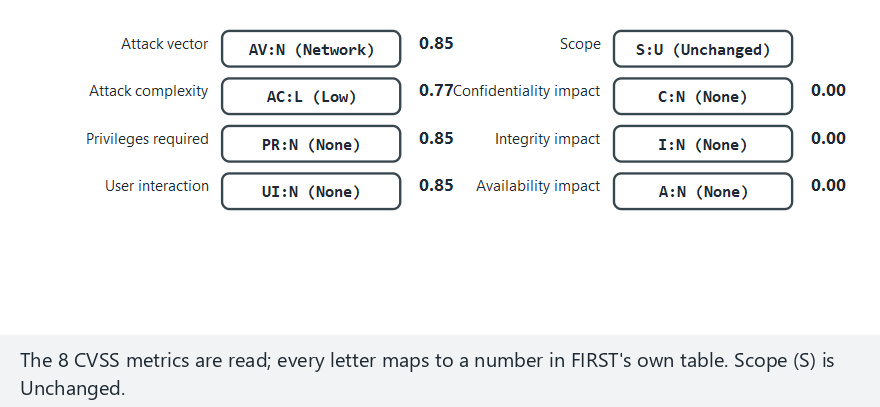 Attack vector AV:N (Network) 0.85 Scope S:U (Unchanged)
Attack complexity AC:L (Low) 0.77 Confidentiality impact C:N (None) 0.00
Privileges required PR:N (None) 0.85 Integrity impact I:N (None) 0.00
User interaction UI:N (None) 0.85 Availability impact A:N (None) 0.00
The 8 CVSS metrics are read; every letter maps to a number in FIRST's own table. Scope (S) is
Unchanged.